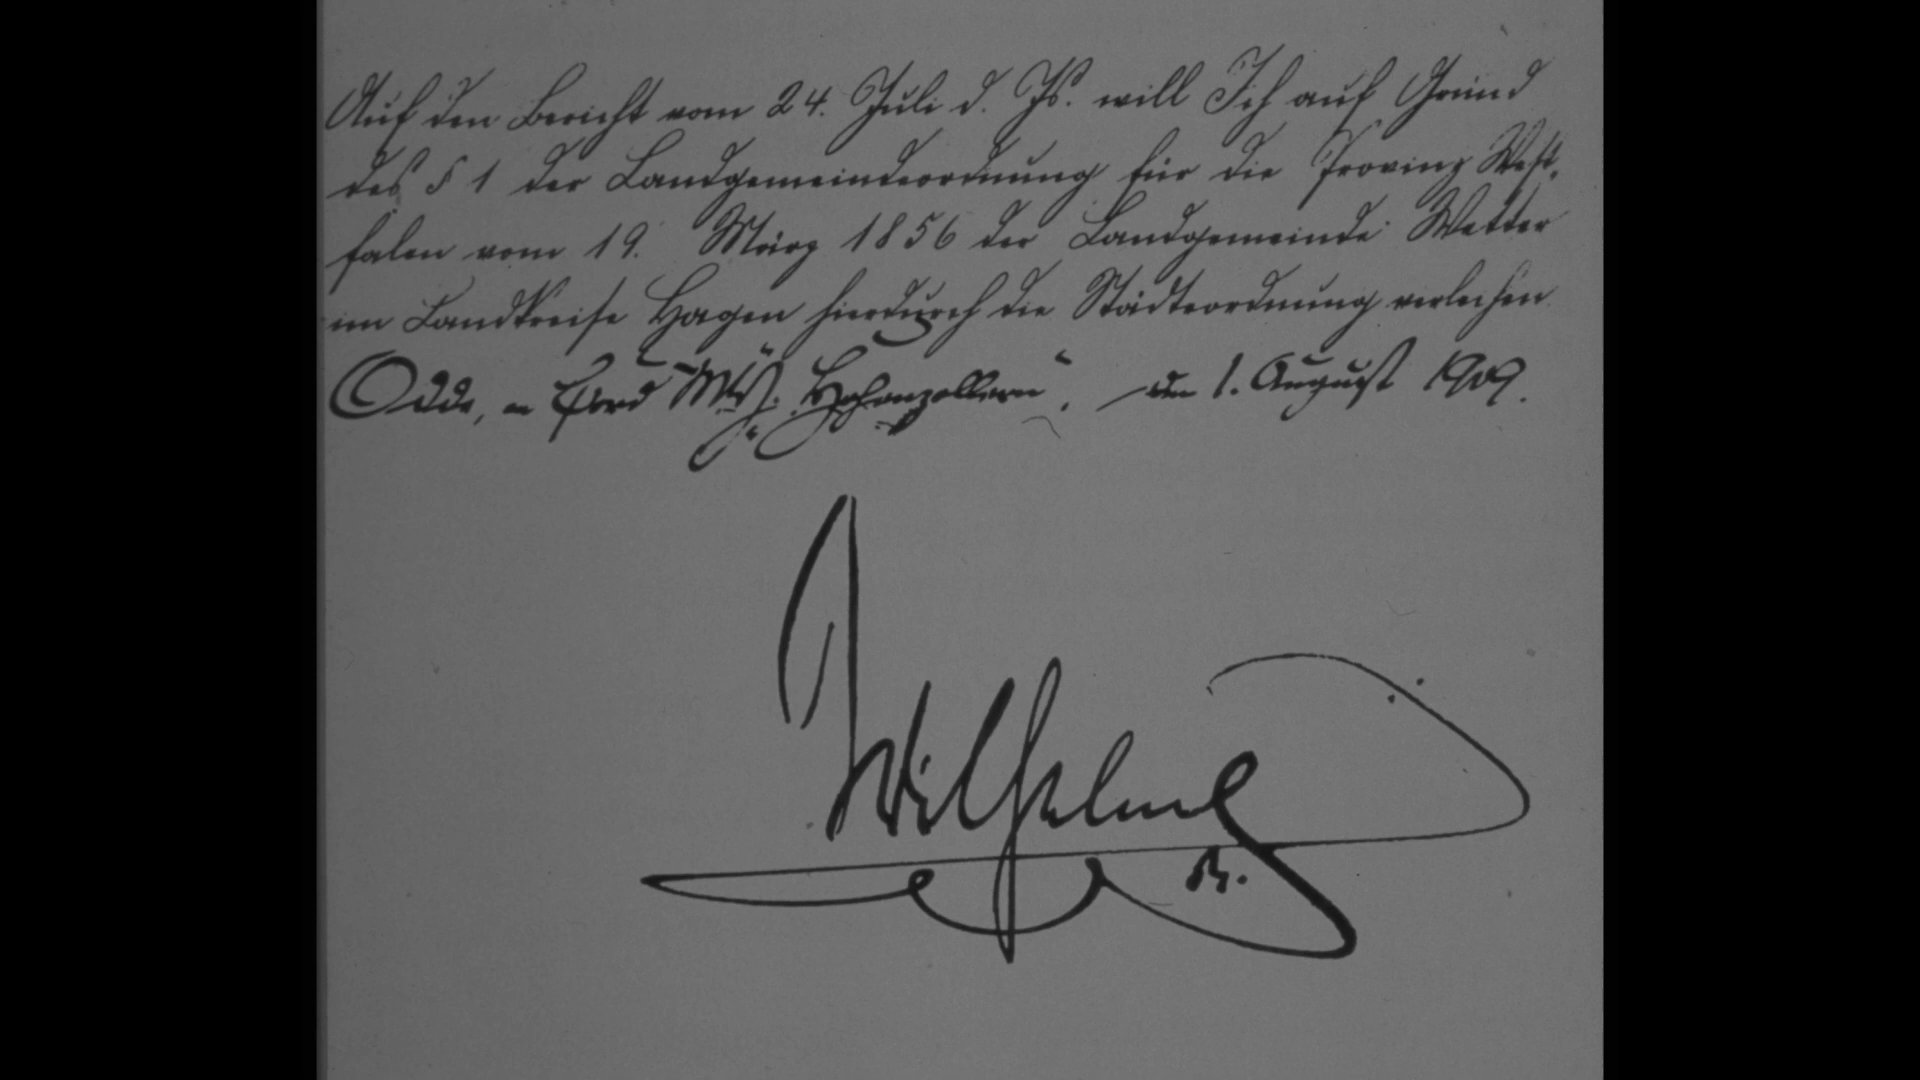 Auf den Bericht vom 24. Juli d. Js. will Ich auf Grund
des § 1 der Landgemeindeordnung für die Provinz West-
falen vom 19. März 1856 der Landgemeinde Wetter
im Landkreise Hagen hierdurch die Städteordnung verleihen.
Odde, an Bord M.Y. "Hohenzollern", den 1. August 1909.
Wilhelm
R.